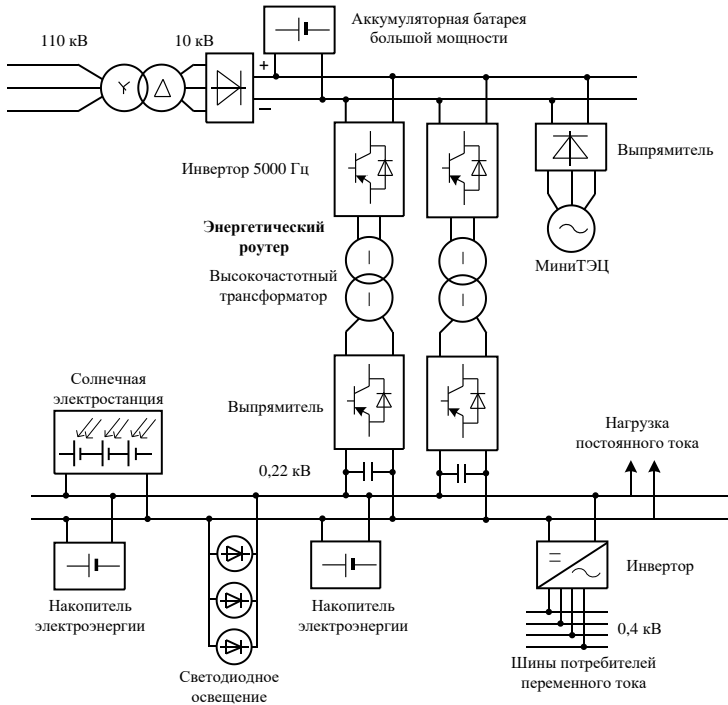 Аккумуляторная батарея
большой мощности
110 кВ
10 кВ
+
−
Инвертор 5000 Гц
Выпрямитель
Энергетический
роутер
МиниТЭЦ
Высокочастотный
трансформатор
Солнечная
электростанция
Выпрямитель
Нагрузка
постоянного тока
0,22 кВ
Инвертор
Накопитель
электроэнергии
Накопитель
электроэнергии
0,4 кВ
Светодиодное
освещение
Шины потребителей
переменного тока